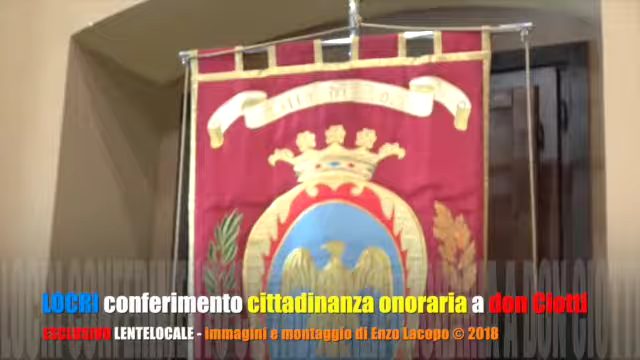 LOCRI conferimento cittadinanza onoraria a don Ciotti
ESCLUSIVO LENTELOCALE - immagini e montaggio di Enzo Lacopo © 2018